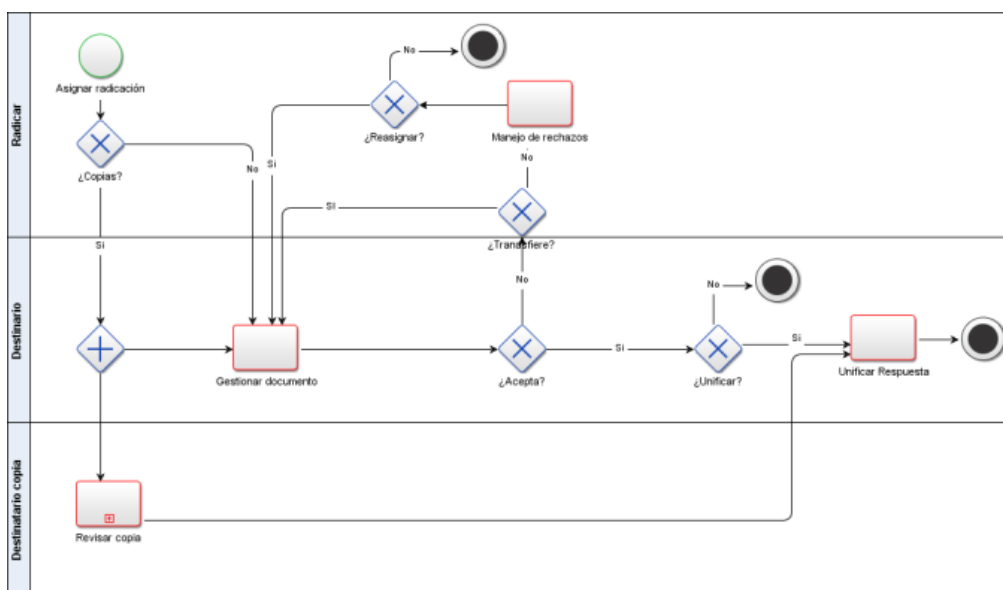 Radicar
Asignar radicación
¿Copias?
No
Si
No
¿Reasignar?
Si
Manejo de rechazos
No
Si
¿Transfiere?
Destinario
No
Gestionar documento
¿Acepta?
Si
No
¿Unificar?
Si
Unificar Respuesta
Destinatario copia
Revisar copia